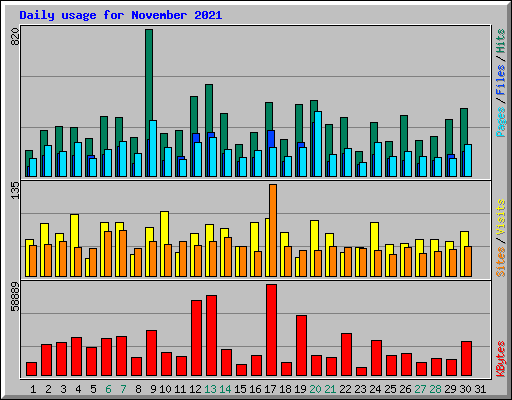 Daily usage for November 2021
820
Pages / Files / Hits
135
Sites / Visits
58889
KBytes
1 2 3 4 5 6 7 8 9 10 11 12 13 14 15 16 17 18 19 20 21 22 23 24 25 26 27 28 29 30 31